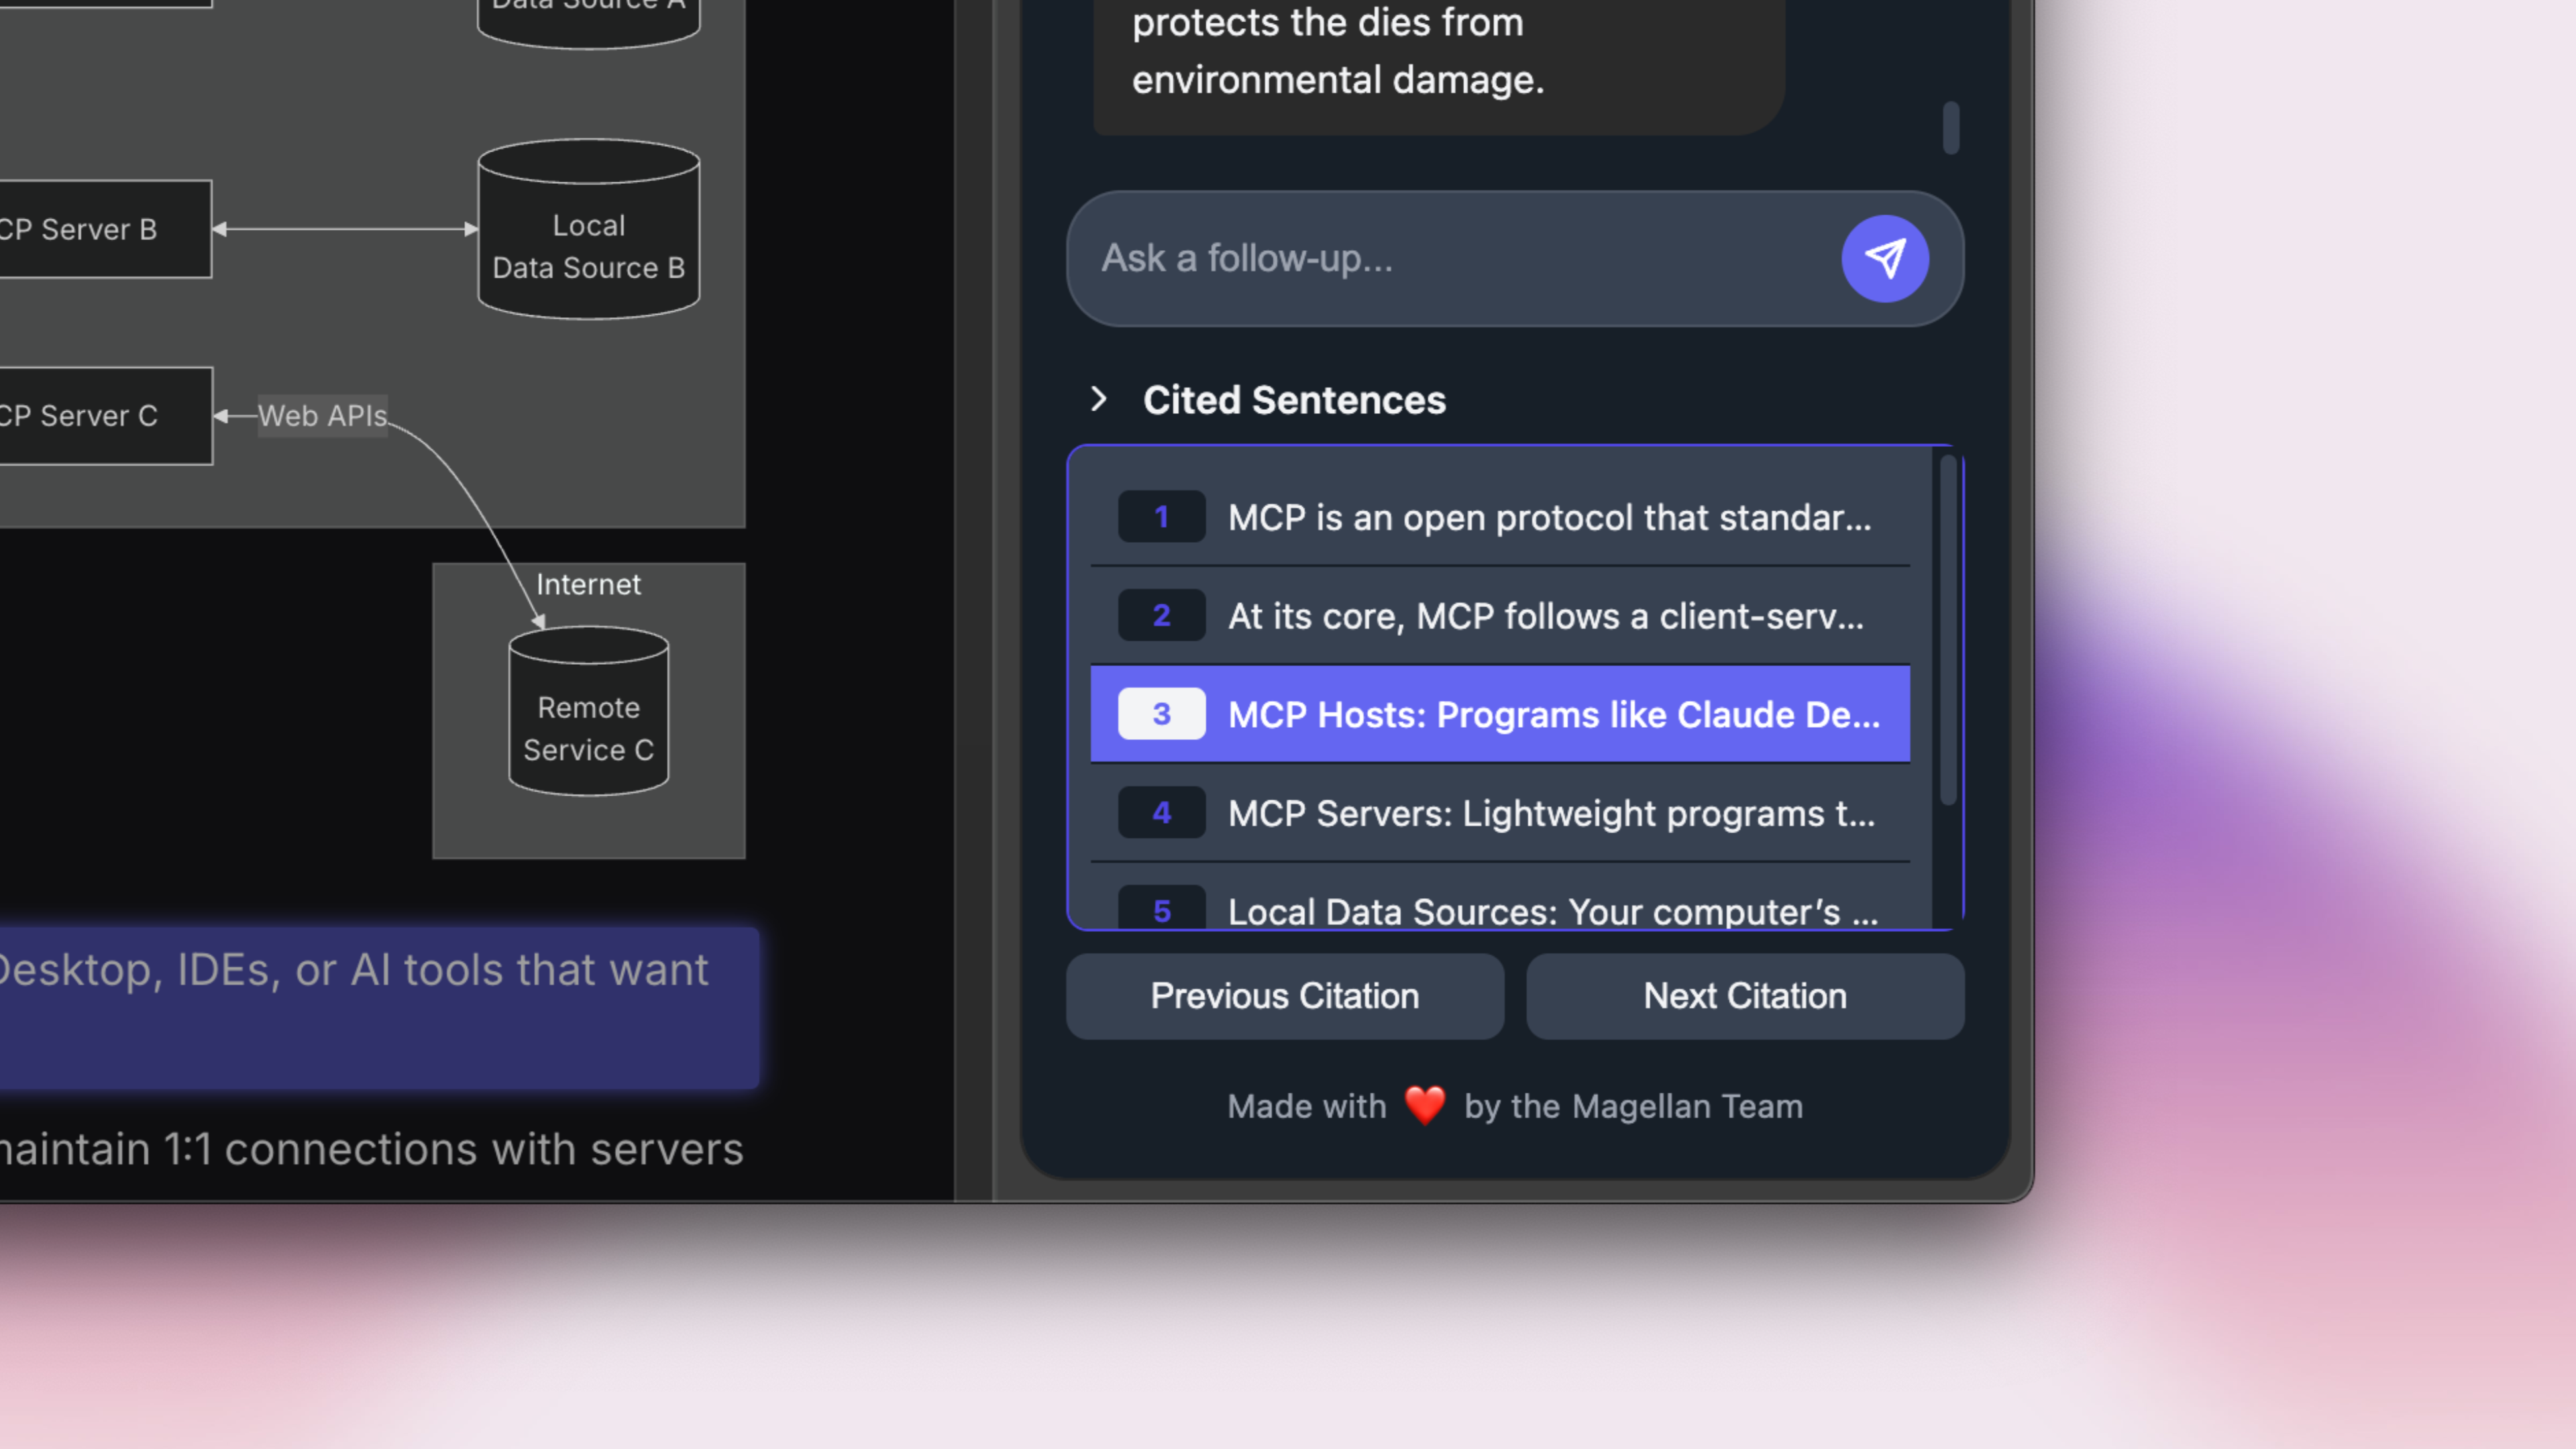 Data Source A
CP Server B
Local
Data Source B
CP Server C
Web APIs
Internet
Remote
Service C
Desktop, IDEs, or AI tools that want
maintain 1:1 connections with servers
protects the dies from
environmental damage.
Ask a follow-up...
Cited Sentences
1 MCP is an open protocol that standar...
2 At its core, MCP follows a client-serv...
3 MCP Hosts: Programs like Claude De...
4 MCP Servers: Lightweight programs t...
5 Local Data Sources: Your computer’s ...
Previous Citation
Next Citation
Made with ❤️ by the Magellan Team